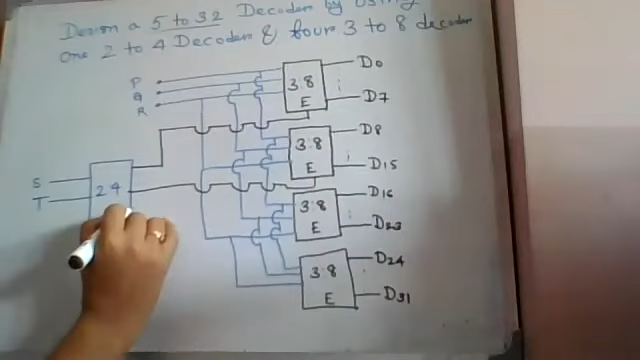 Design a 5 to 32 Decoder by using
one 2 to 4 Decoder & four 3 to 8 decoder
P
Q
R
3:8
E
D0
D7
3:8
E
D8
D15
S
T
2 4
3:8
E
D16
D23
3:8
E
D24
D31